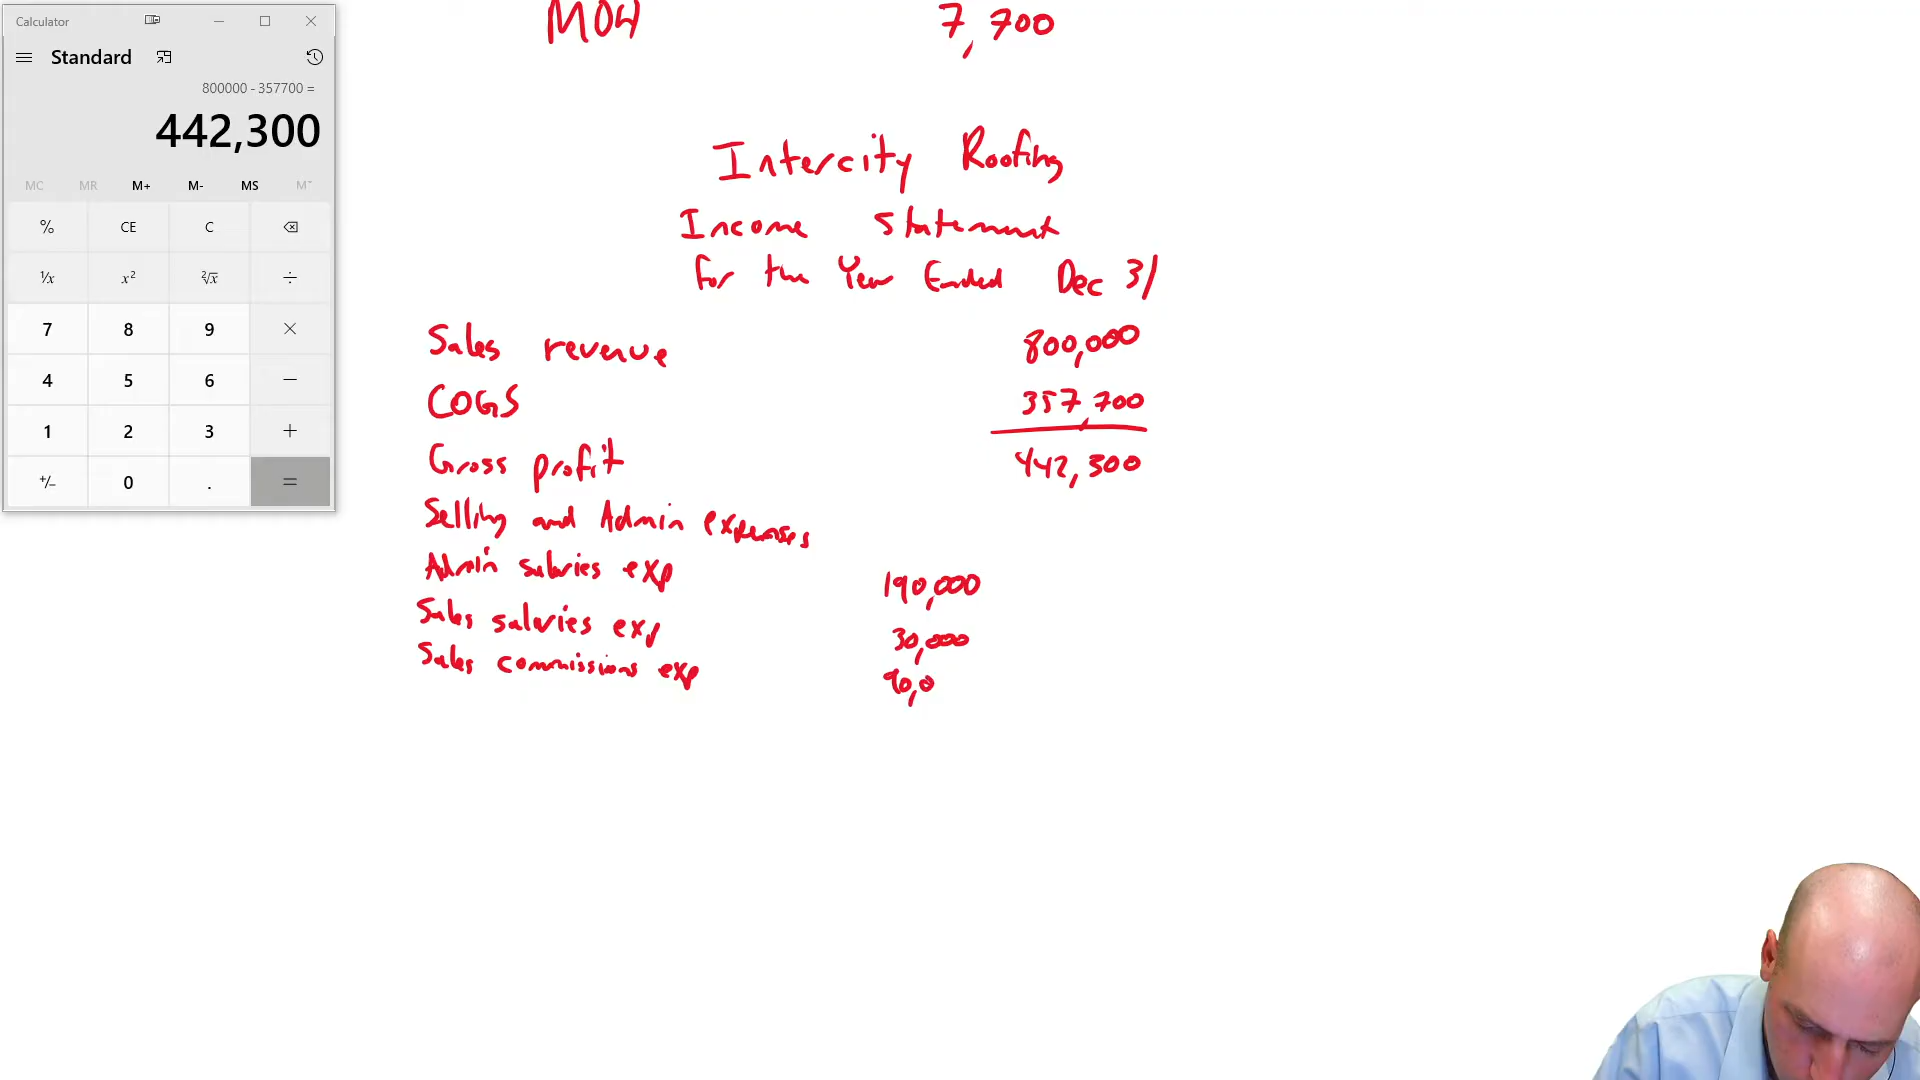 Calculator
Standard
800000 - 357700 =
442,300
MC MR M+ M- MS M˅
% CE C
¹/x x² ²√x ÷
7 8 9 ×
4 5 6 −
1 2 3 +
+/− 0 . =
MOH 7,700
Intercity Roofing
Income Statement
For the Year Ended Dec 31
Sales revenue 800,000
COGS 357,700
Gross profit 442,300
Selling and Admin expenses
Admin salaries exp 190,000
Sales salaries exp 30,000
Sales commissions exp 90,0